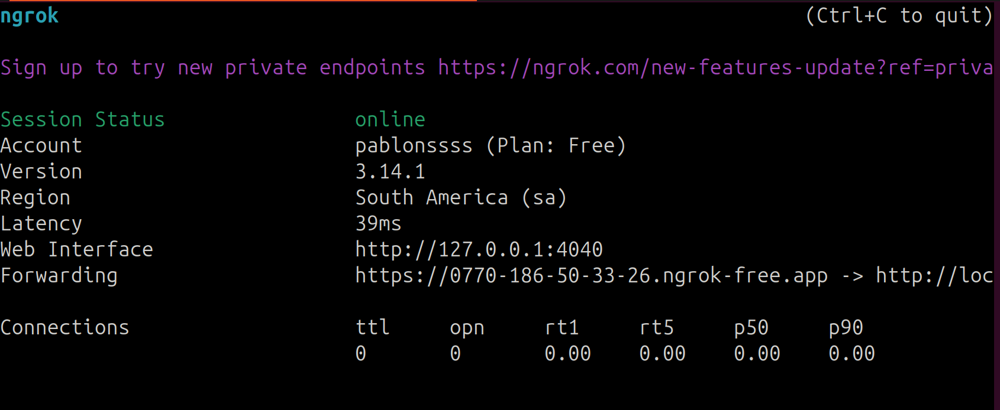 ngrok (Ctrl+C to quit)
Sign up to try new private endpoints https://ngrok.com/new-features-update?ref=priva
Session Status online
Account pablonssss (Plan: Free)
Version 3.14.1
Region South America (sa)
Latency 39ms
Web Interface http://127.0.0.1:4040
Forwarding https://0770-186-50-33-26.ngrok-free.app -> http://loc
Connections ttl opn rt1 rt5 p50 p90
0 0 0.00 0.00 0.00 0.00